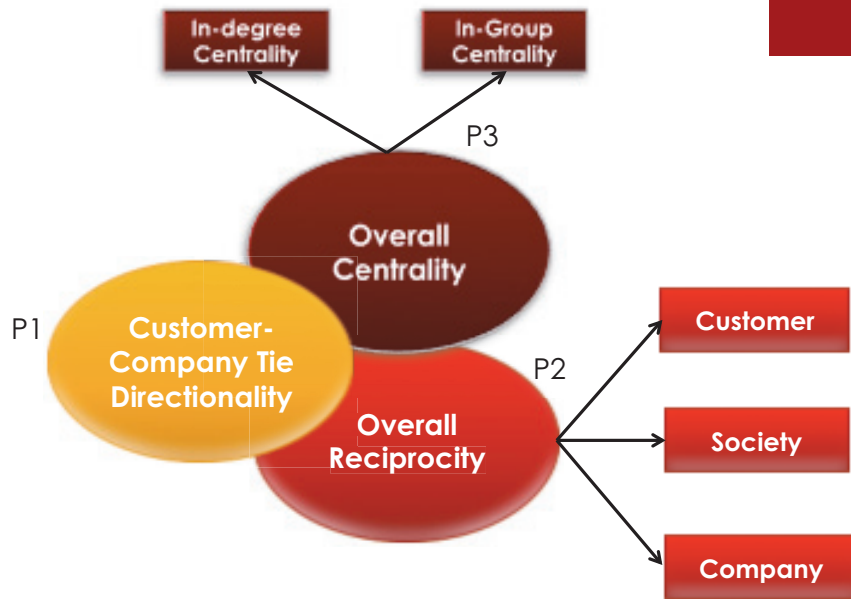 In-degree
Centrality
In-Group
Centrality
P3
Overall
Centrality
P1
Customer-
Company Tie
Directionality
P2
Overall
Reciprocity
Customer
Society
Company